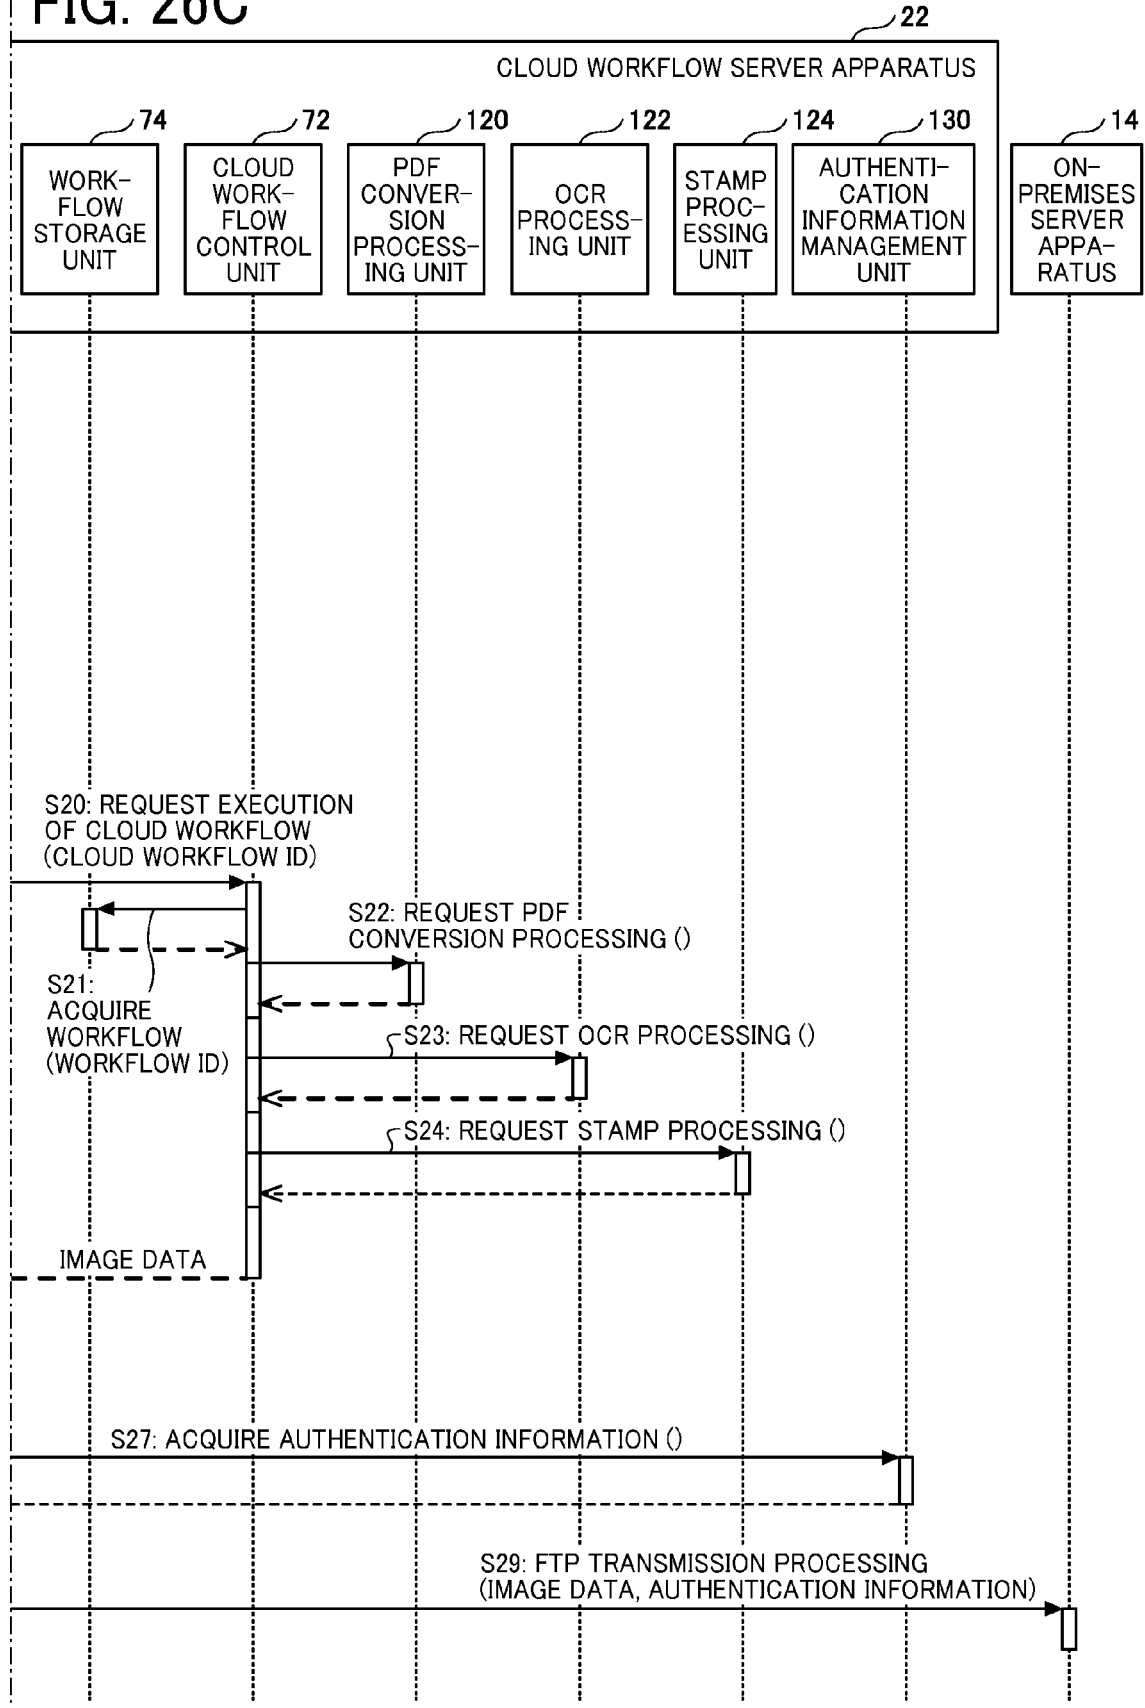 FIG. 26C
22
CLOUD WORKFLOW SERVER APPARATUS
74
72
120
122
124
130
14
WORK-
FLOW
STORAGE
UNIT
CLOUD
WORK-
FLOW
CONTROL
UNIT
PDF
CONVER-
SION
PROCESS-
ING UNIT
OCR
PROCESS-
ING UNIT
STAMP
PROC-
ESSING
UNIT
AUTHENTI-
CATION
INFORMATION
MANAGEMENT
UNIT
ON-
PREMISES
SERVER
APPA-
RATUS
S20: REQUEST EXECUTION
OF CLOUD WORKFLOW
(CLOUD WORKFLOW ID)
S22: REQUEST PDF
CONVERSION PROCESSING ()
S21:
ACQUIRE
WORKFLOW
(WORKFLOW ID)
S23: REQUEST OCR PROCESSING ()
S24: REQUEST STAMP PROCESSING ()
IMAGE DATA
S27: ACQUIRE AUTHENTICATION INFORMATION ()
S29: FTP TRANSMISSION PROCESSING
(IMAGE DATA, AUTHENTICATION INFORMATION)